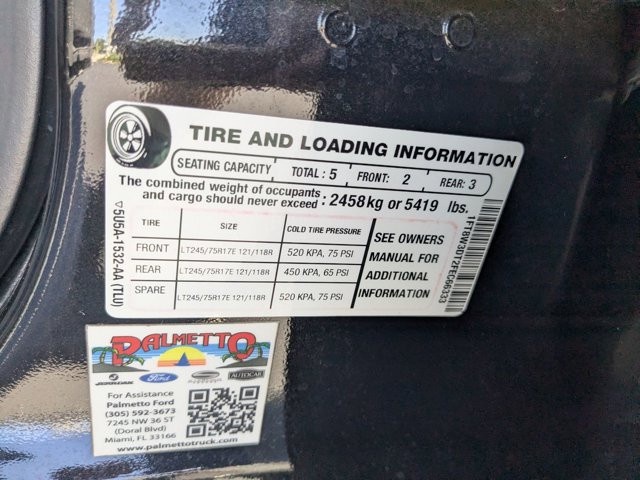 TIRE AND LOADING INFORMATION
SEATING CAPACITY TOTAL : 5 FRONT: 2 REAR: 3
The combined weight of occupants
and cargo should never exceed : 2458kg or 5419 lbs.
TIRE SIZE COLD TIRE PRESSURE
FRONT LT245/75R17E 121/118R 520 KPA, 75 PSI
REAR LT245/75R17E 121/118R 450 KPA, 65 PSI
SPARE LT245/75R17E 121/118R 520 KPA, 75 PSI
SEE OWNERS
MANUAL FOR
ADDITIONAL
INFORMATION
5U5A-1532-AA (TLU)
1FT8W3DT2FEC66333
PALMETTO
Ford
AUTOCAR
For Assistance
Palmetto Ford
(305) 592-3673
7245 NW 36 ST
(Doral Blvd)
Miami, FL 33166
www.palmettotruck.com